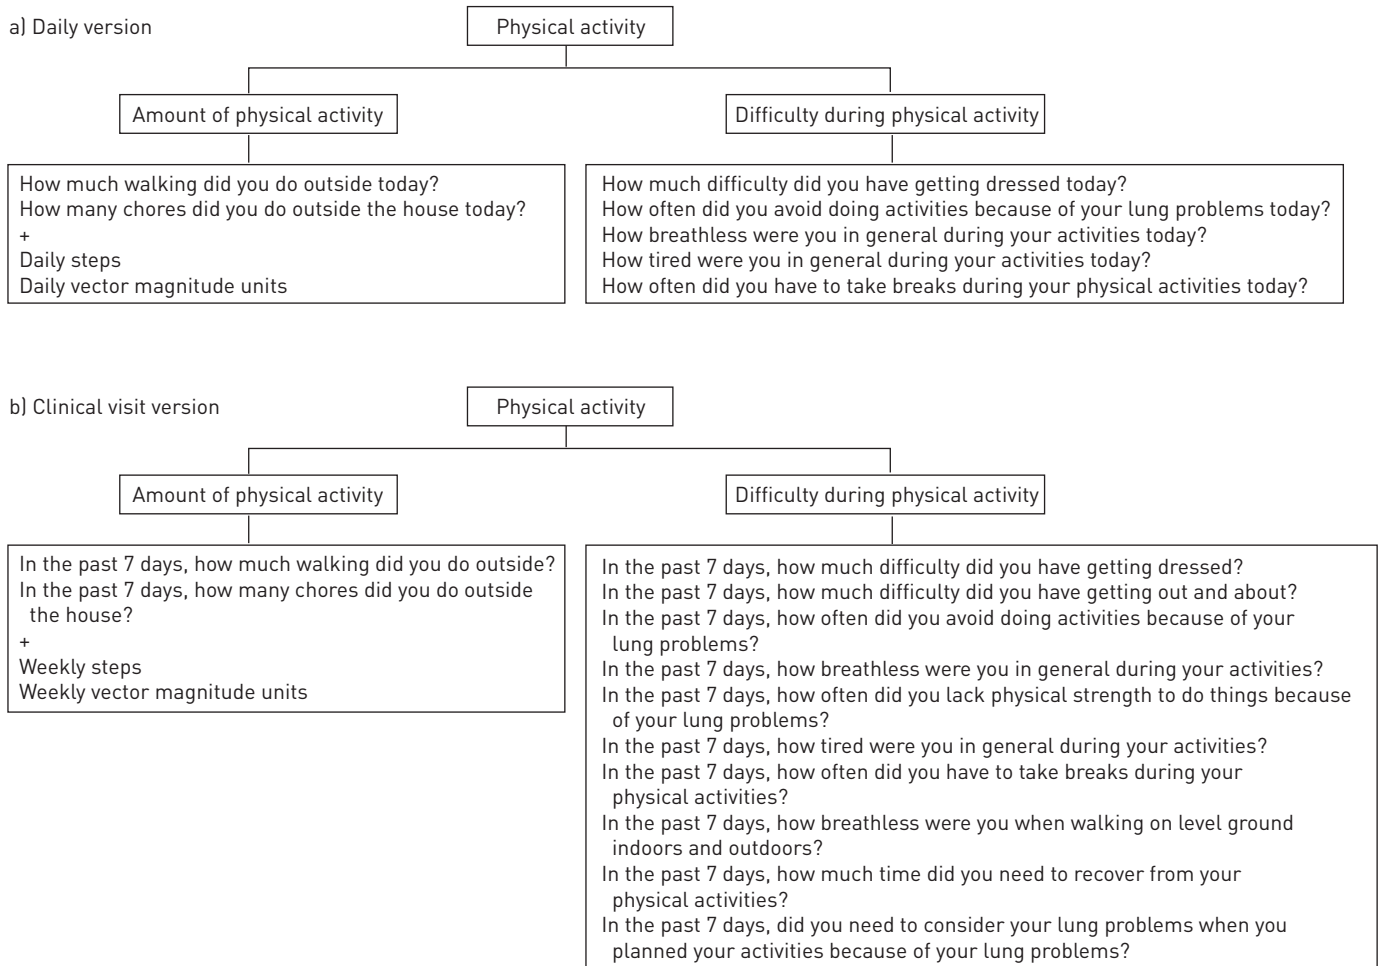 a) Daily version
Physical activity
Amount of physical activity
Difficulty during physical activity
How much walking did you do outside today?
How many chores did you do outside the house today?
+
Daily steps
Daily vector magnitude units
How much difficulty did you have getting dressed today?
How often did you avoid doing activities because of your lung problems today?
How breathless were you in general during your activities today?
How tired were you in general during your activities today?
How often did you have to take breaks during your physical activities today?
b) Clinical visit version
Physical activity
Amount of physical activity
Difficulty during physical activity
In the past 7 days, how much walking did you do outside?
In the past 7 days, how many chores did you do outside
the house?
+
Weekly steps
Weekly vector magnitude units
In the past 7 days, how much difficulty did you have getting dressed?
In the past 7 days, how much difficulty did you have getting out and about?
In the past 7 days, how often did you avoid doing activities because of your
lung problems?
In the past 7 days, how breathless were you in general during your activities?
In the past 7 days, how often did you lack physical strength to do things because
of your lung problems?
In the past 7 days, how tired were you in general during your activities?
In the past 7 days, how often did you have to take breaks during your
physical activities?
In the past 7 days, how breathless were you when walking on level ground
indoors and outdoors?
In the past 7 days, how much time did you need to recover from your
physical activities?
In the past 7 days, did you need to consider your lung problems when you
planned your activities because of your lung problems?